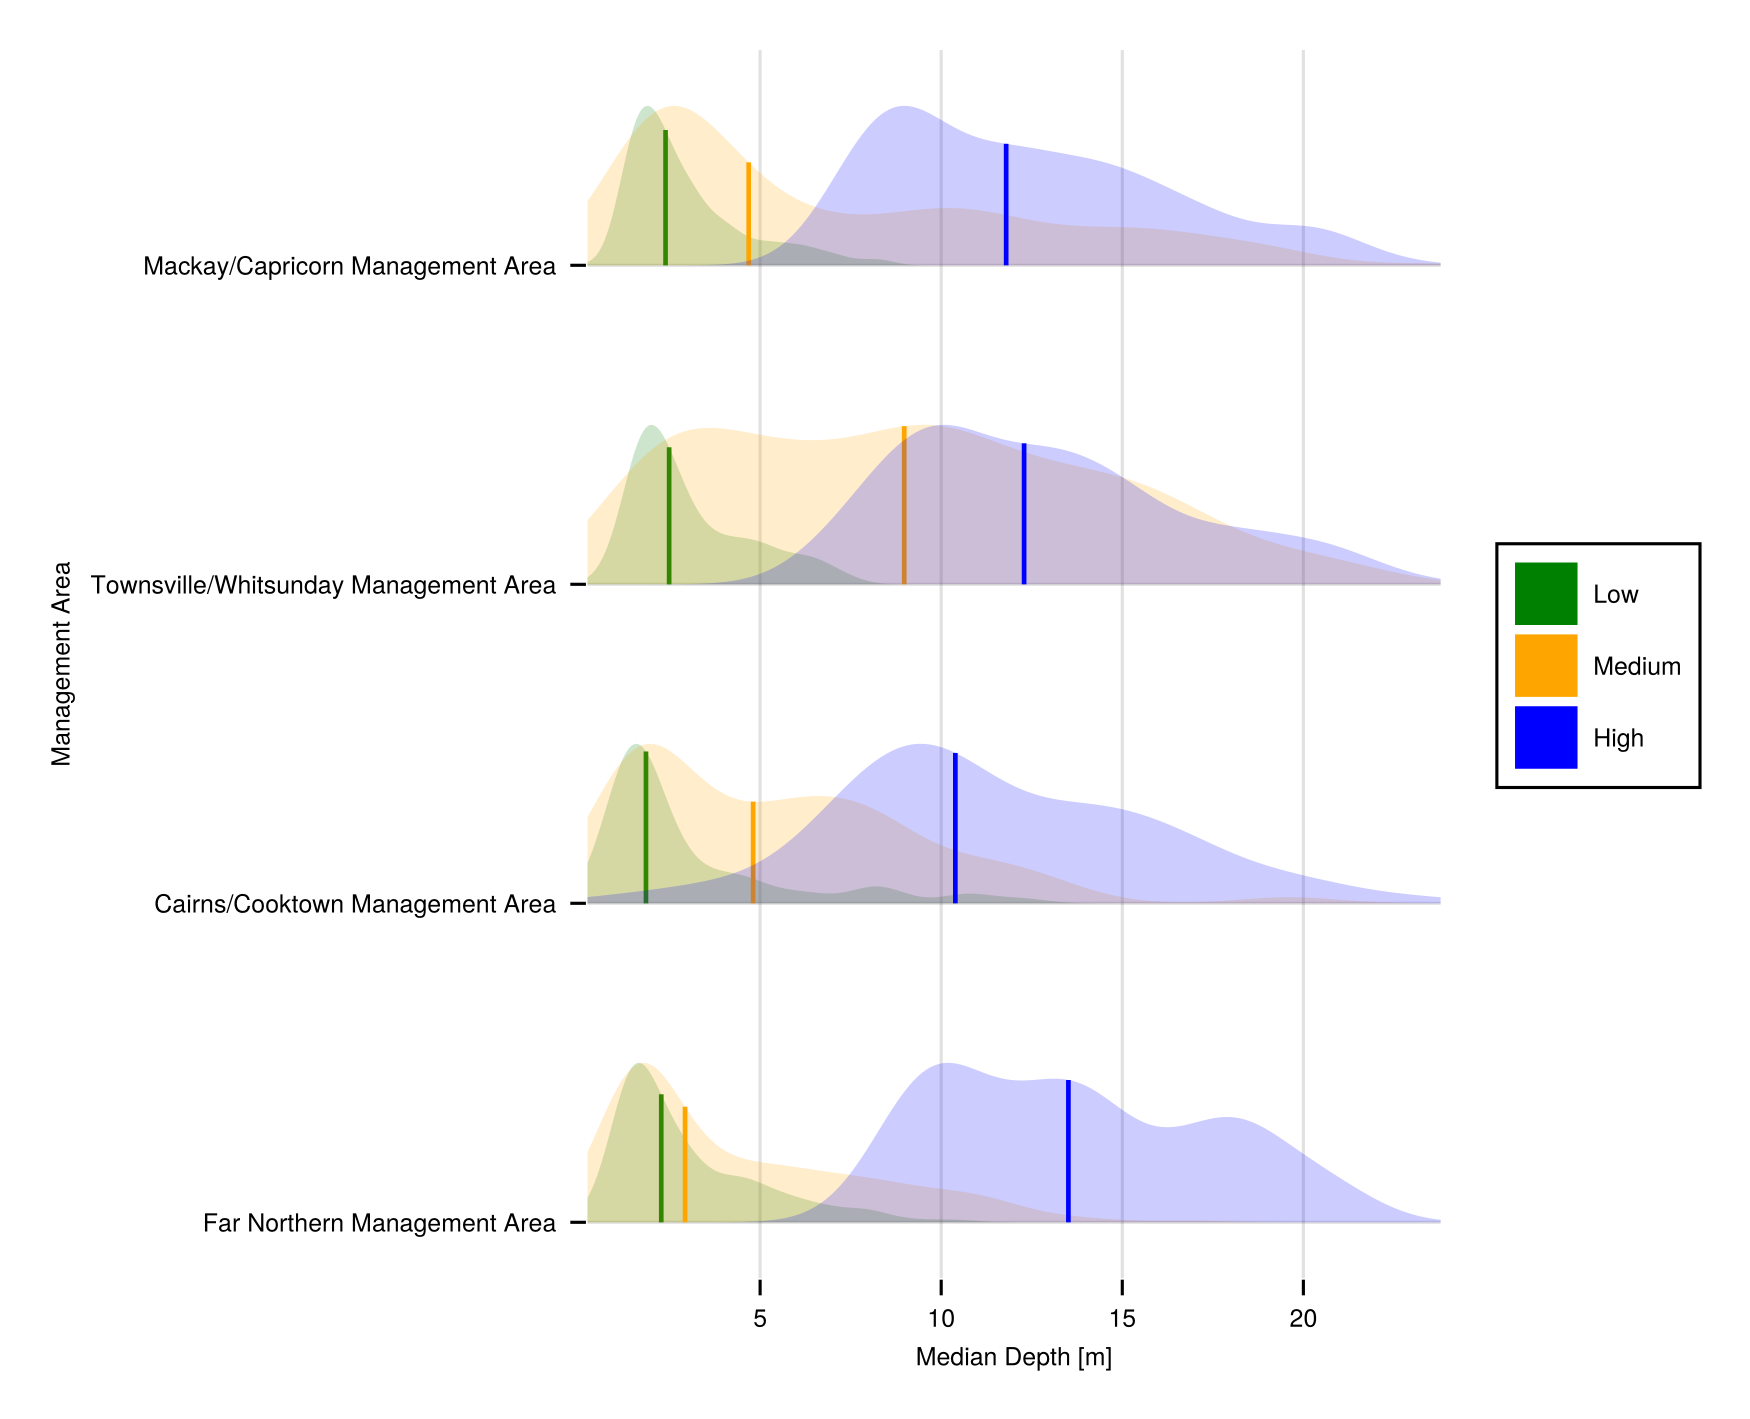 Management Area
Mackay/Capricorn Management Area
Townsville/Whitsunday Management Area
Cairns/Cooktown Management Area
Far Northern Management Area
5 10 15 20
Median Depth [m]
Low
Medium
High